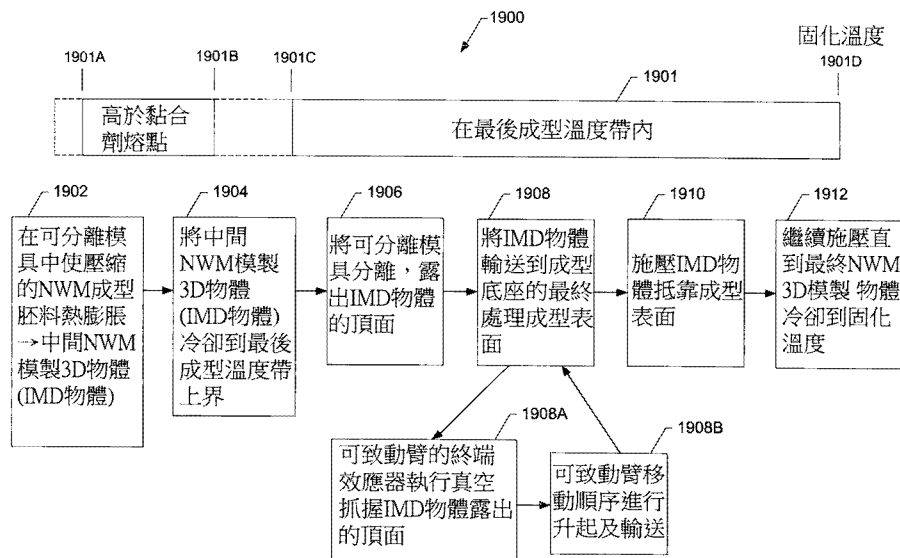 1900
固化溫度
1901A
1901B
1901C
1901
1901D
高於黏合
劑熔點
在最後成型溫度帶內
1902
在可分離模
具中使壓縮
的NWM成型
胚料熱膨脹
→中間NWM
模製3D物體
(IMD物體)
1904
將中間
NWM模製
3D物體
(IMD物體)
冷卻到最後
成型溫度帶
上界
1906
將可分離模
具分離，露
出IMD物體
的頂面
1908
將IMD物體
輸送到成型
底座的最終
處理成型表
面
1910
施壓IMD物
體抵靠成型
表面
1912
繼續施壓直
到最終NWM
3D模製 物體
冷卻到固化
溫度
1908A
可致動臂的終端
效應器執行真空
抓握IMD物體露出
的頂面
1908B
可致動臂移
動順序進行
升起及輸送